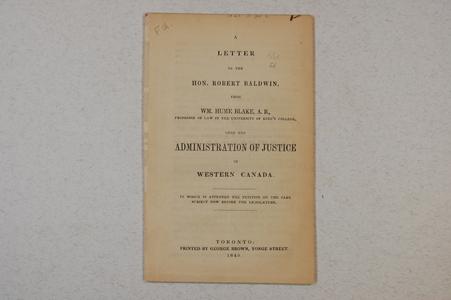 A
LETTER
TO THE
HON. ROBERT BALDWIN,
FROM
WM. HUME BLAKE, A. B.,
PROFESSOR OF LAW IN THE UNIVERSITY OF KING'S COLLEGE,
UPON THE
ADMINISTRATION OF JUSTICE
IN
WESTERN CANADA.
TO WHICH IS APPENDED THE PETITION ON THE SAME
SUBJECT NOW BEFORE THE LEGISLATURE.
TORONTO:
PRINTED BY GEORGE BROWN, YONGE STREET.